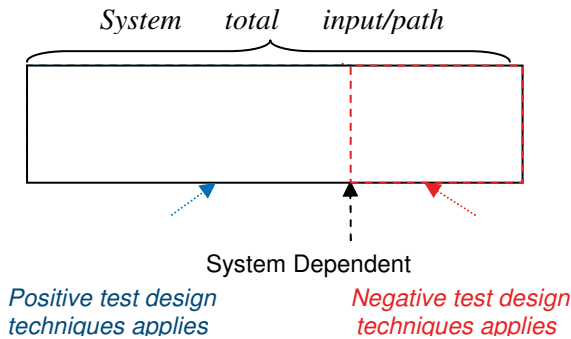 System total input/path
System Dependent
Positive test design
techniques applies
Negative test design
techniques applies